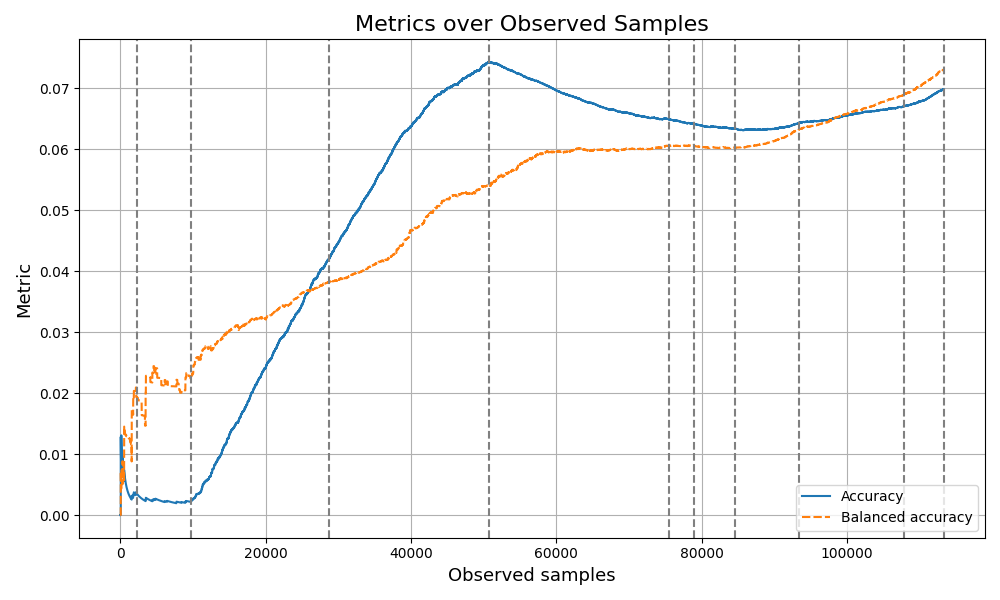 Metrics over Observed Samples
Metric
0.07
0.06
0.05
0.04
0.03
0.02
0.01
0.00
Accuracy
Balanced accuracy
0 20000 40000 60000 80000 100000
Observed samples